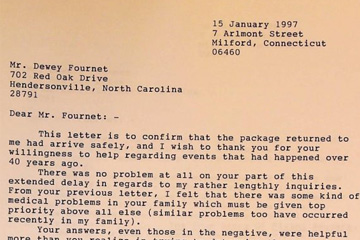 15 January 1997
7 Arlmont Street
Milford, Connecticut
06460
Mr. Dewey Fournet
702 Red Oak Drive
Hendersonville, North Carolina
28791
Dear Mr. Fournet: -
This letter is to confirm that the package returned to
me had arrive safely, and I wish to thank you for your
willingness to help regarding events that had happened over
40 years ago.
There was no problem at all on your part of this
extended delay in regards to my rather lengthly inquiries.
From your previous letter, I felt that there was some kind of
medical problems in your family which must be given top
priority above all else (similar problems too have occurred
recently in my family).
Your answers, even those in the negative, were helpful
more than you realize in